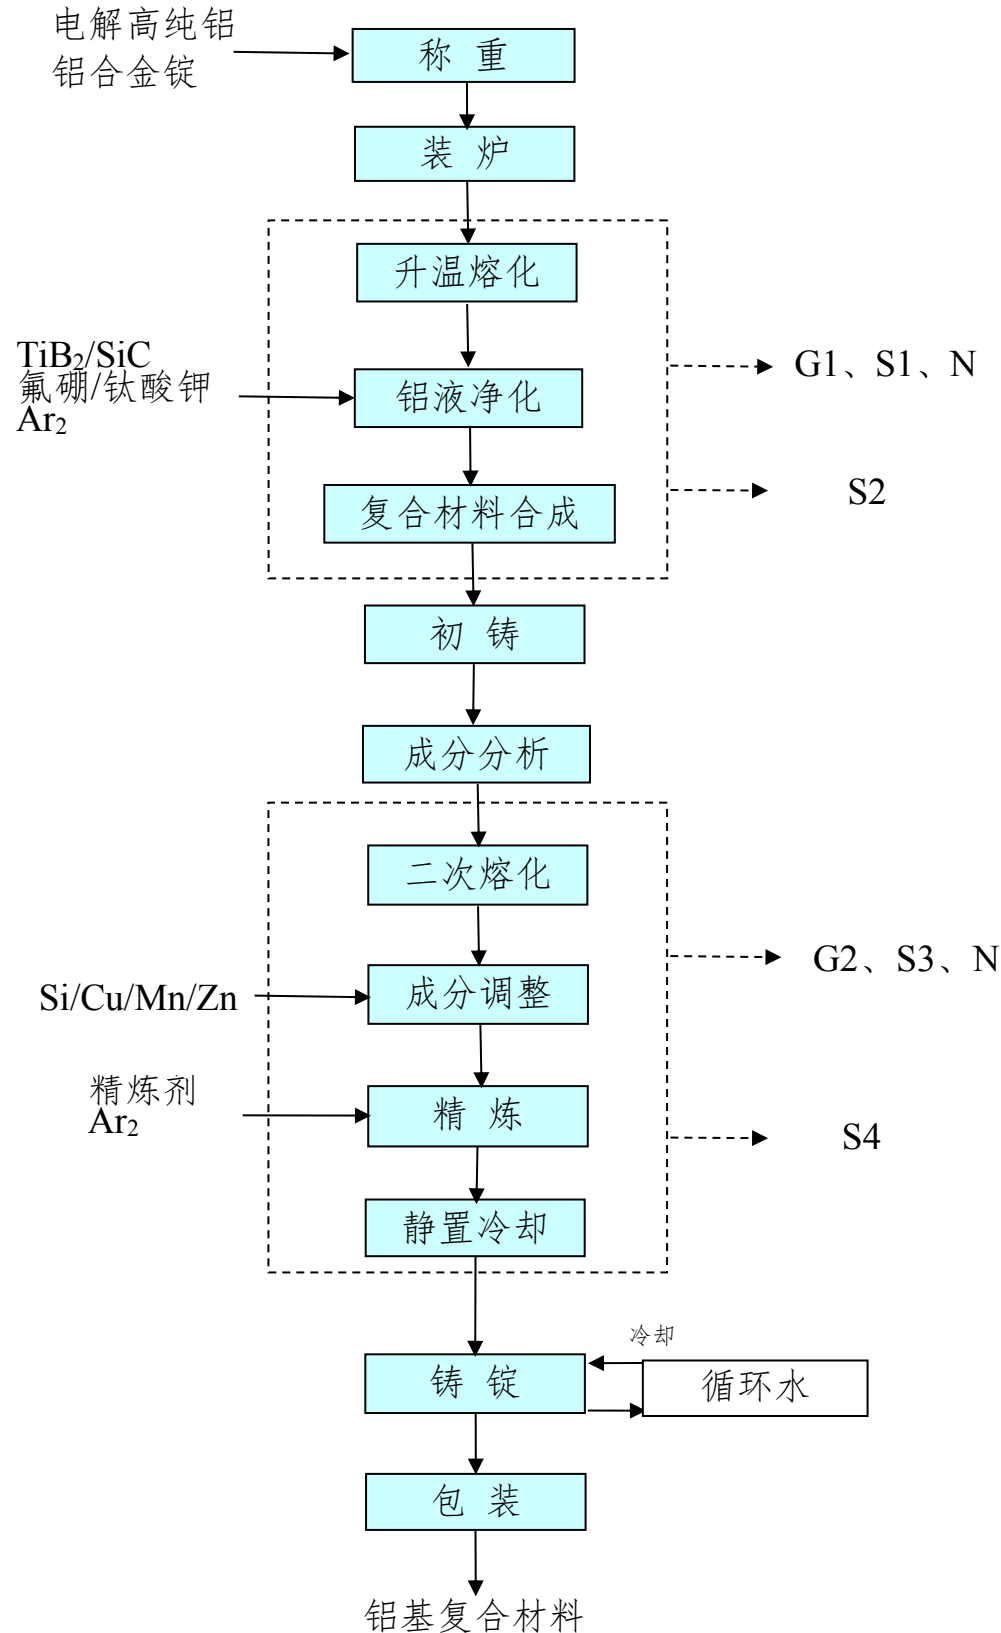 电解高纯铝
铝合金锭
称 重
装 炉
升温熔化
TiB₂/SiC
氟硼/钛酸钾
Ar₂
铝液净化
G1、S1、N
复合材料合成
S2
初 铸
成分分析
二次熔化
G2、S3、N
Si/Cu/Mn/Zn
成分调整
精炼剂
Ar₂
精 炼
S4
静置冷却
冷却
铸 锭
循环水
包 装
铝基复合材料